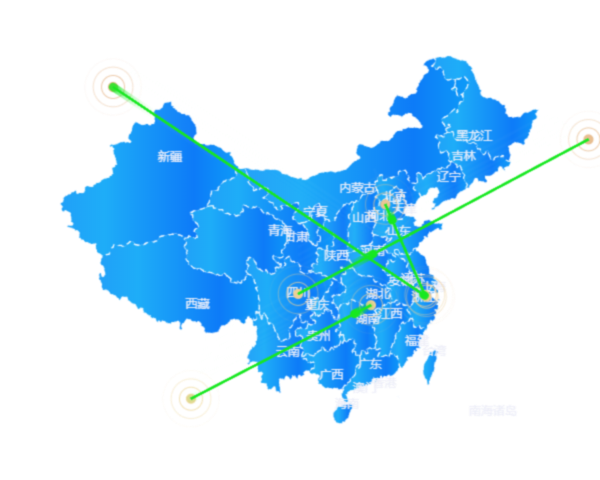 黑龙江
吉林
新疆
辽宁
内蒙古
北京
宁夏
山西
山东
青海
甘肃
陕西
四川
湖北
西藏
重庆
江西
湖南
贵州
云南
广东
广西
南海诸岛